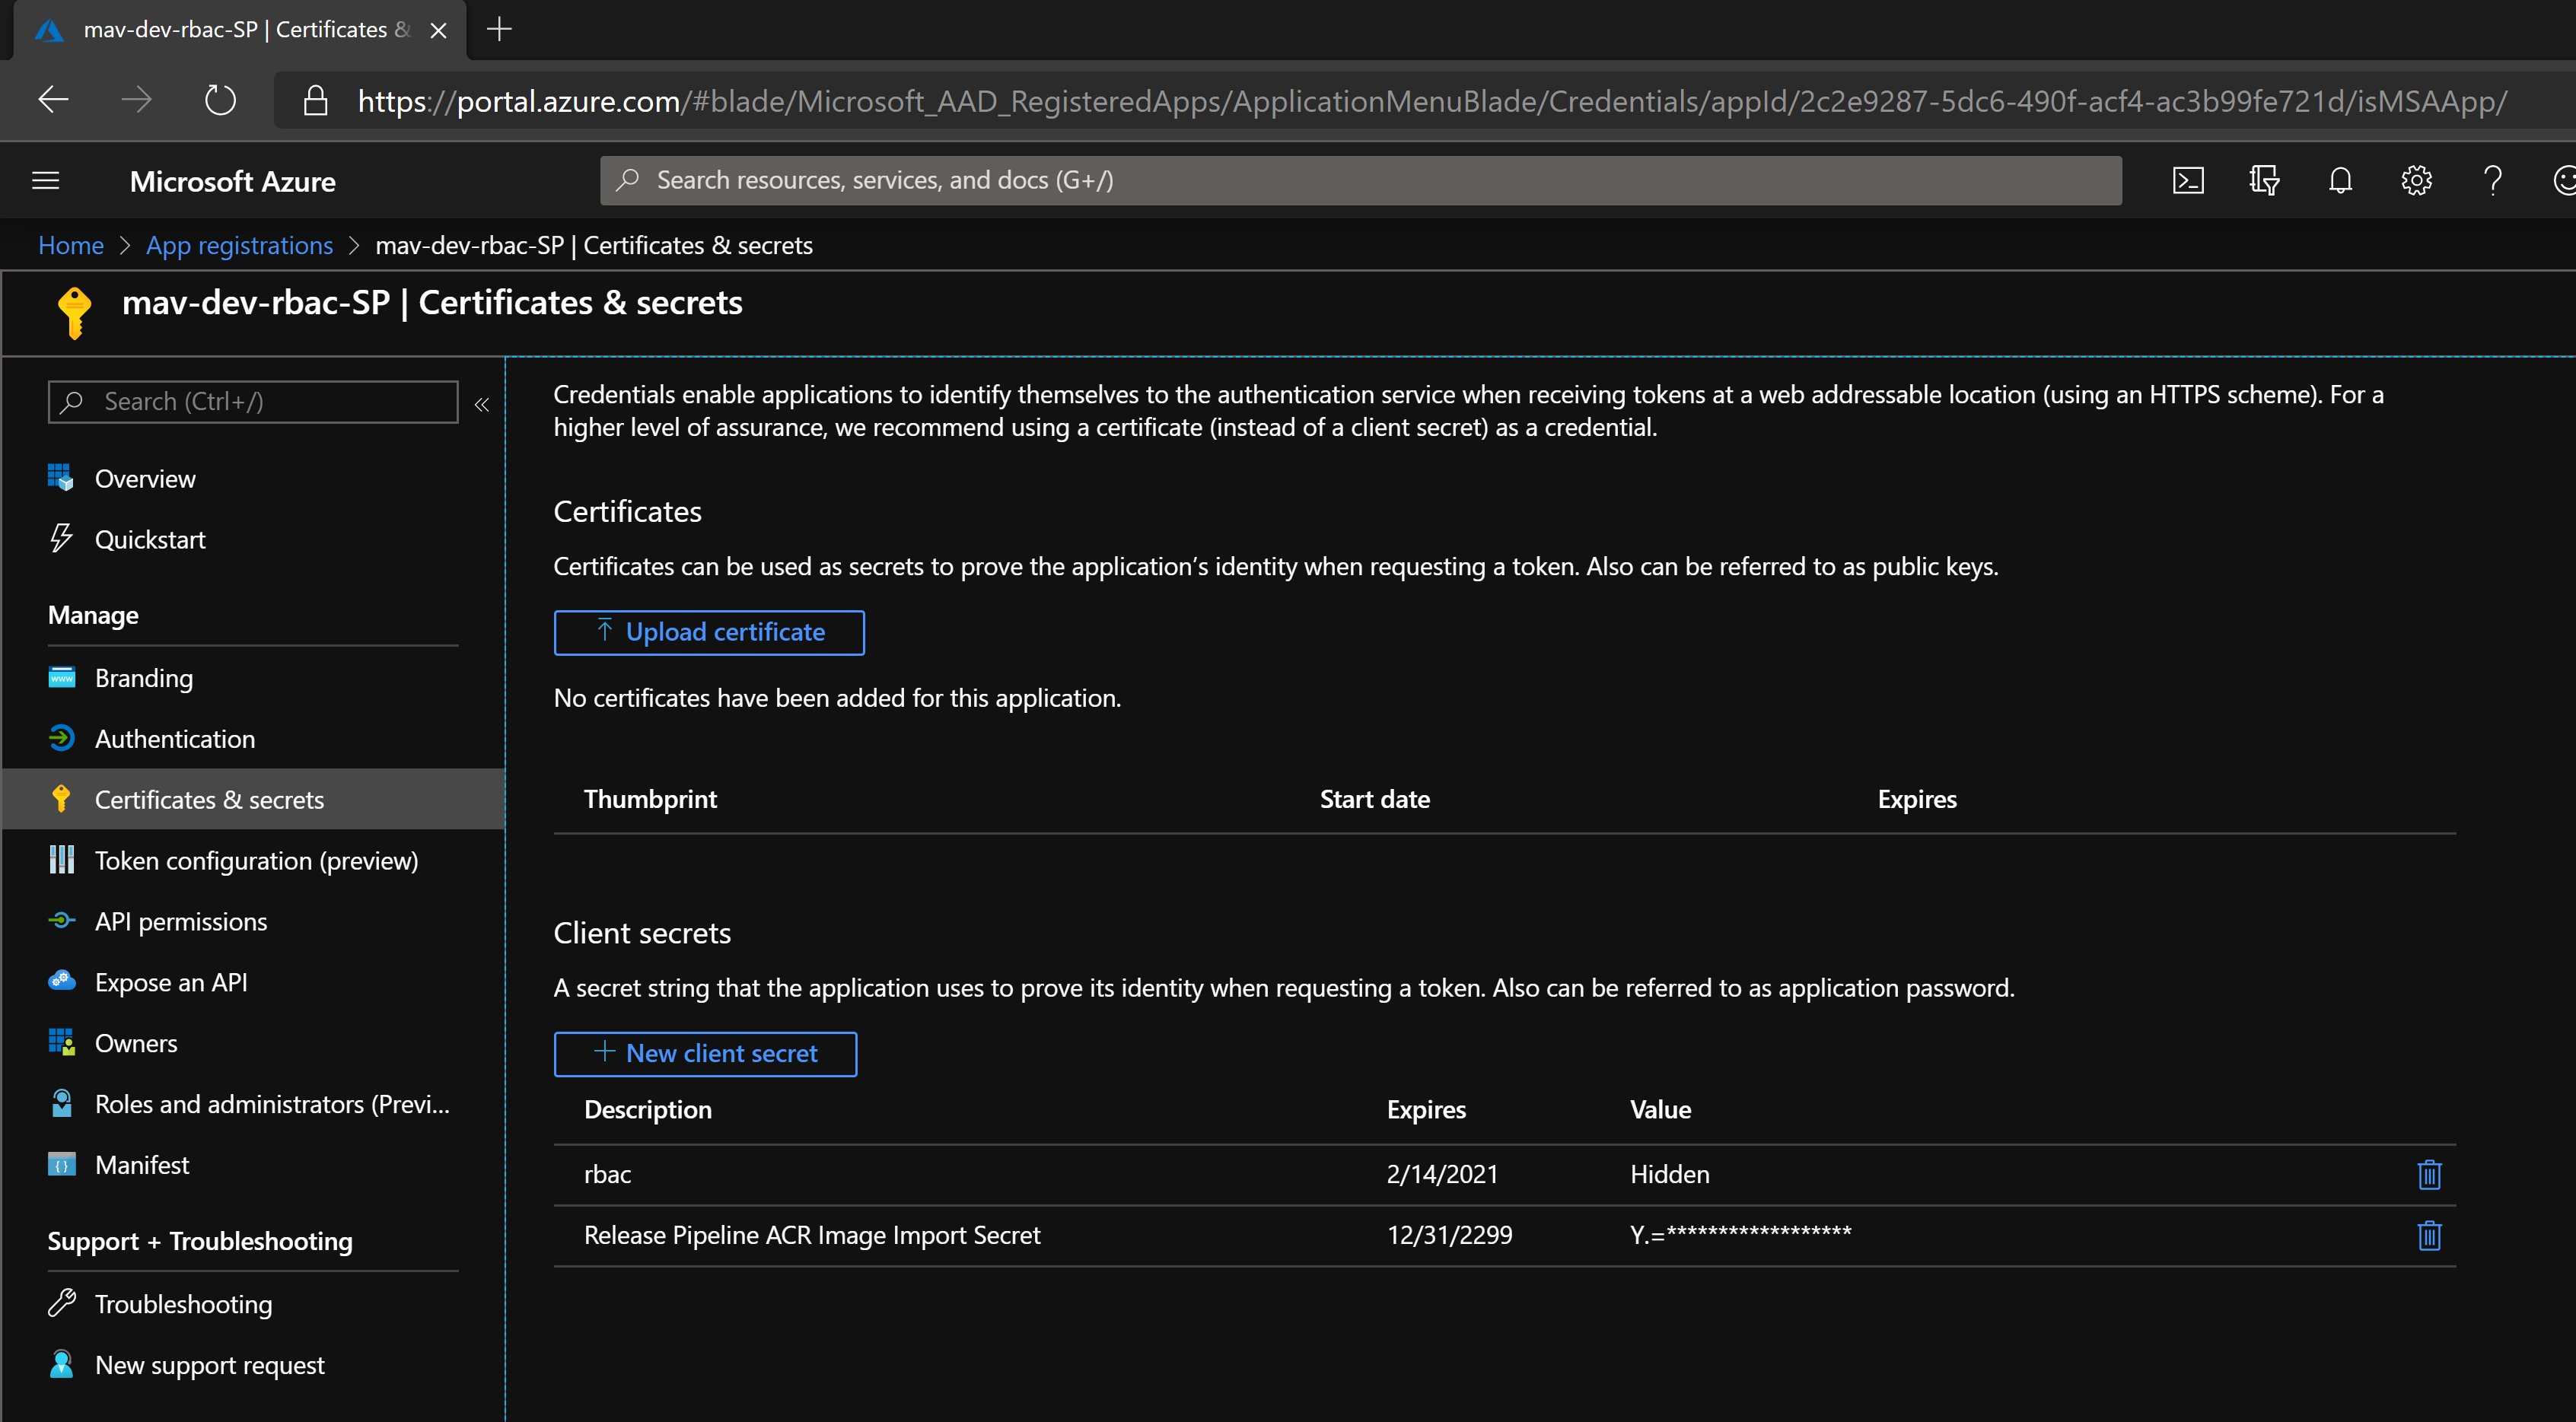 mav-dev-rbac-SP | Certificates &
https://portal.azure.com/#blade/Microsoft_AAD_RegisteredApps/ApplicationMenuBlade/Credentials/appId/2c2e9287-5dc6-490f-acf4-ac3b99fe721d/isMSAApp/
Microsoft Azure
Search resources, services, and docs (G+/)
Home > App registrations > mav-dev-rbac-SP | Certificates & secrets
mav-dev-rbac-SP | Certificates & secrets
Search (Ctrl+/)
«
Overview
Quickstart
Manage
Branding
Authentication
Certificates & secrets
Token configuration (preview)
API permissions
Expose an API
Owners
Roles and administrators (Previ...
Manifest
Support + Troubleshooting
Troubleshooting
New support request
Credentials enable applications to identify themselves to the authentication service when receiving tokens at a web addressable location (using an HTTPS scheme). For a
higher level of assurance, we recommend using a certificate (instead of a client secret) as a credential.
Certificates
Certificates can be used as secrets to prove the application’s identity when requesting a token. Also can be referred to as public keys.
Upload certificate
No certificates have been added for this application.
Thumbprint Start date Expires
Client secrets
A secret string that the application uses to prove its identity when requesting a token. Also can be referred to as application password.
New client secret
Description Expires Value
rbac 2/14/2021 Hidden
Release Pipeline ACR Image Import Secret 12/31/2299 Y.=******************